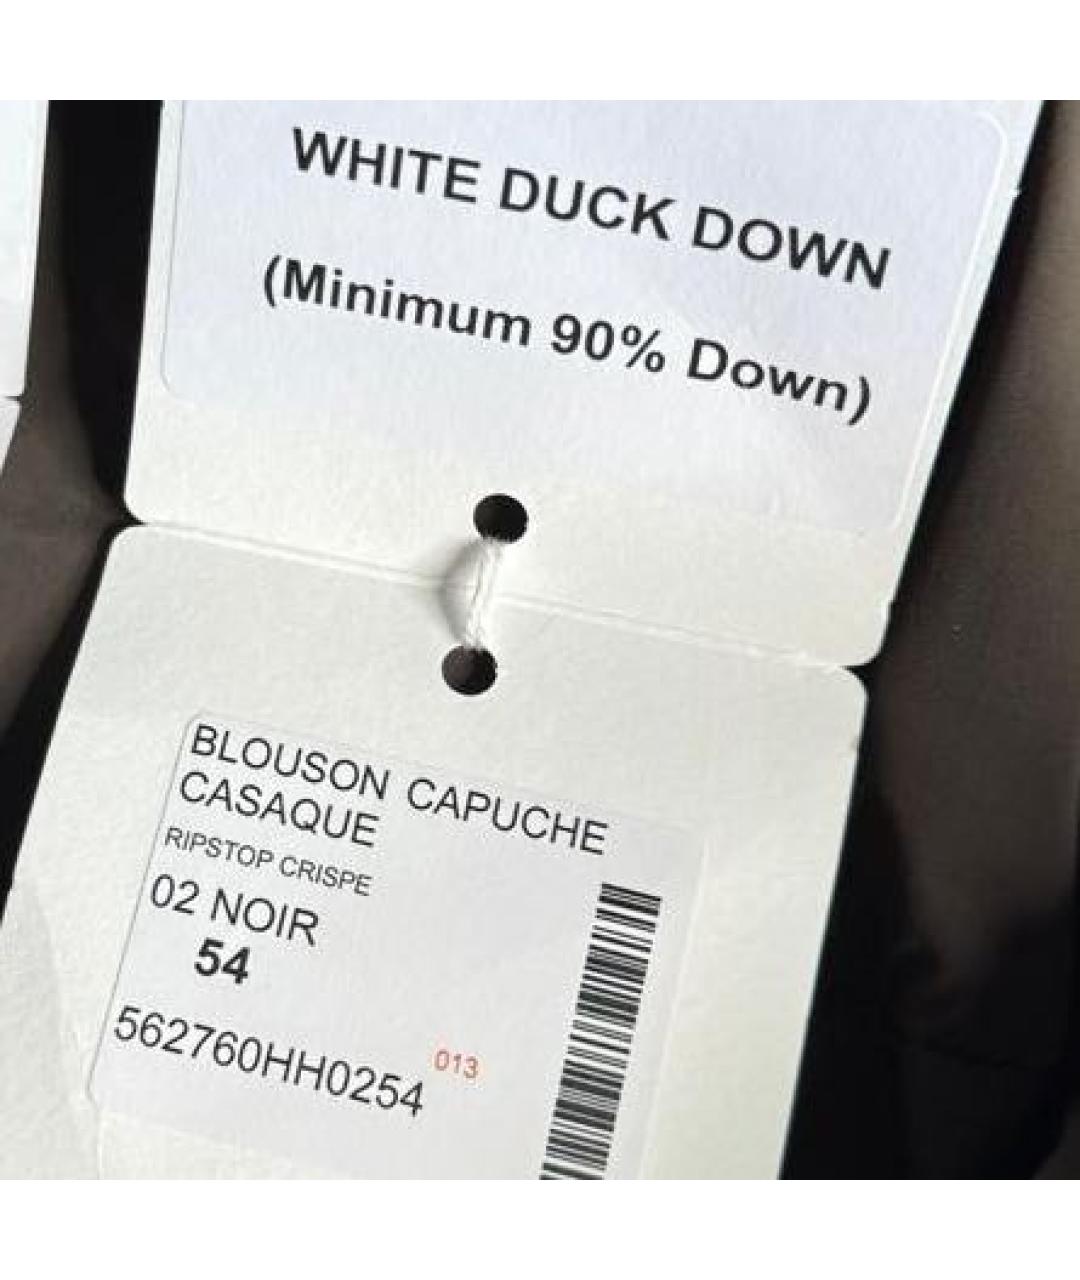 WHITE DUCK DOWN
(Minimum 90% Down)
BLOUSON CAPUCHE
CASAQUE
RIPSTOP CRISPE
02 NOIR
54
562760HH0254
013